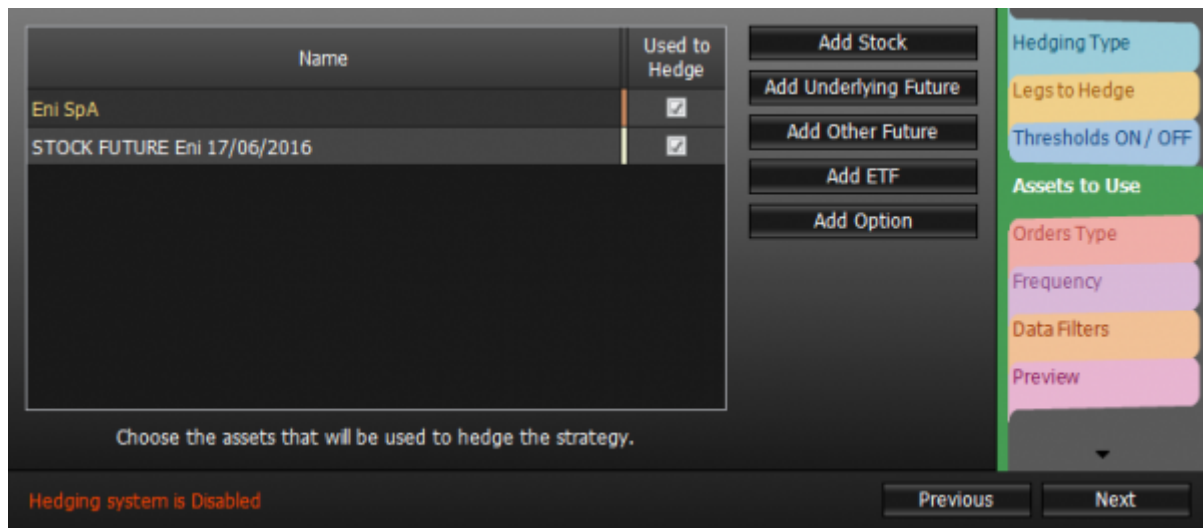 Name
Used to
Hedge
Eni SpA
STOCK FUTURE Eni 17/06/2016
Choose the assets that will be used to hedge the strategy.
Add Stock
Add Underlying Future
Add Other Future
Add ETF
Add Option
Hedging Type
Legs to Hedge
Thresholds ON / OFF
Assets to Use
Orders Type
Frequency
Data Filters
Preview
Hedging system is Disabled
Previous
Next